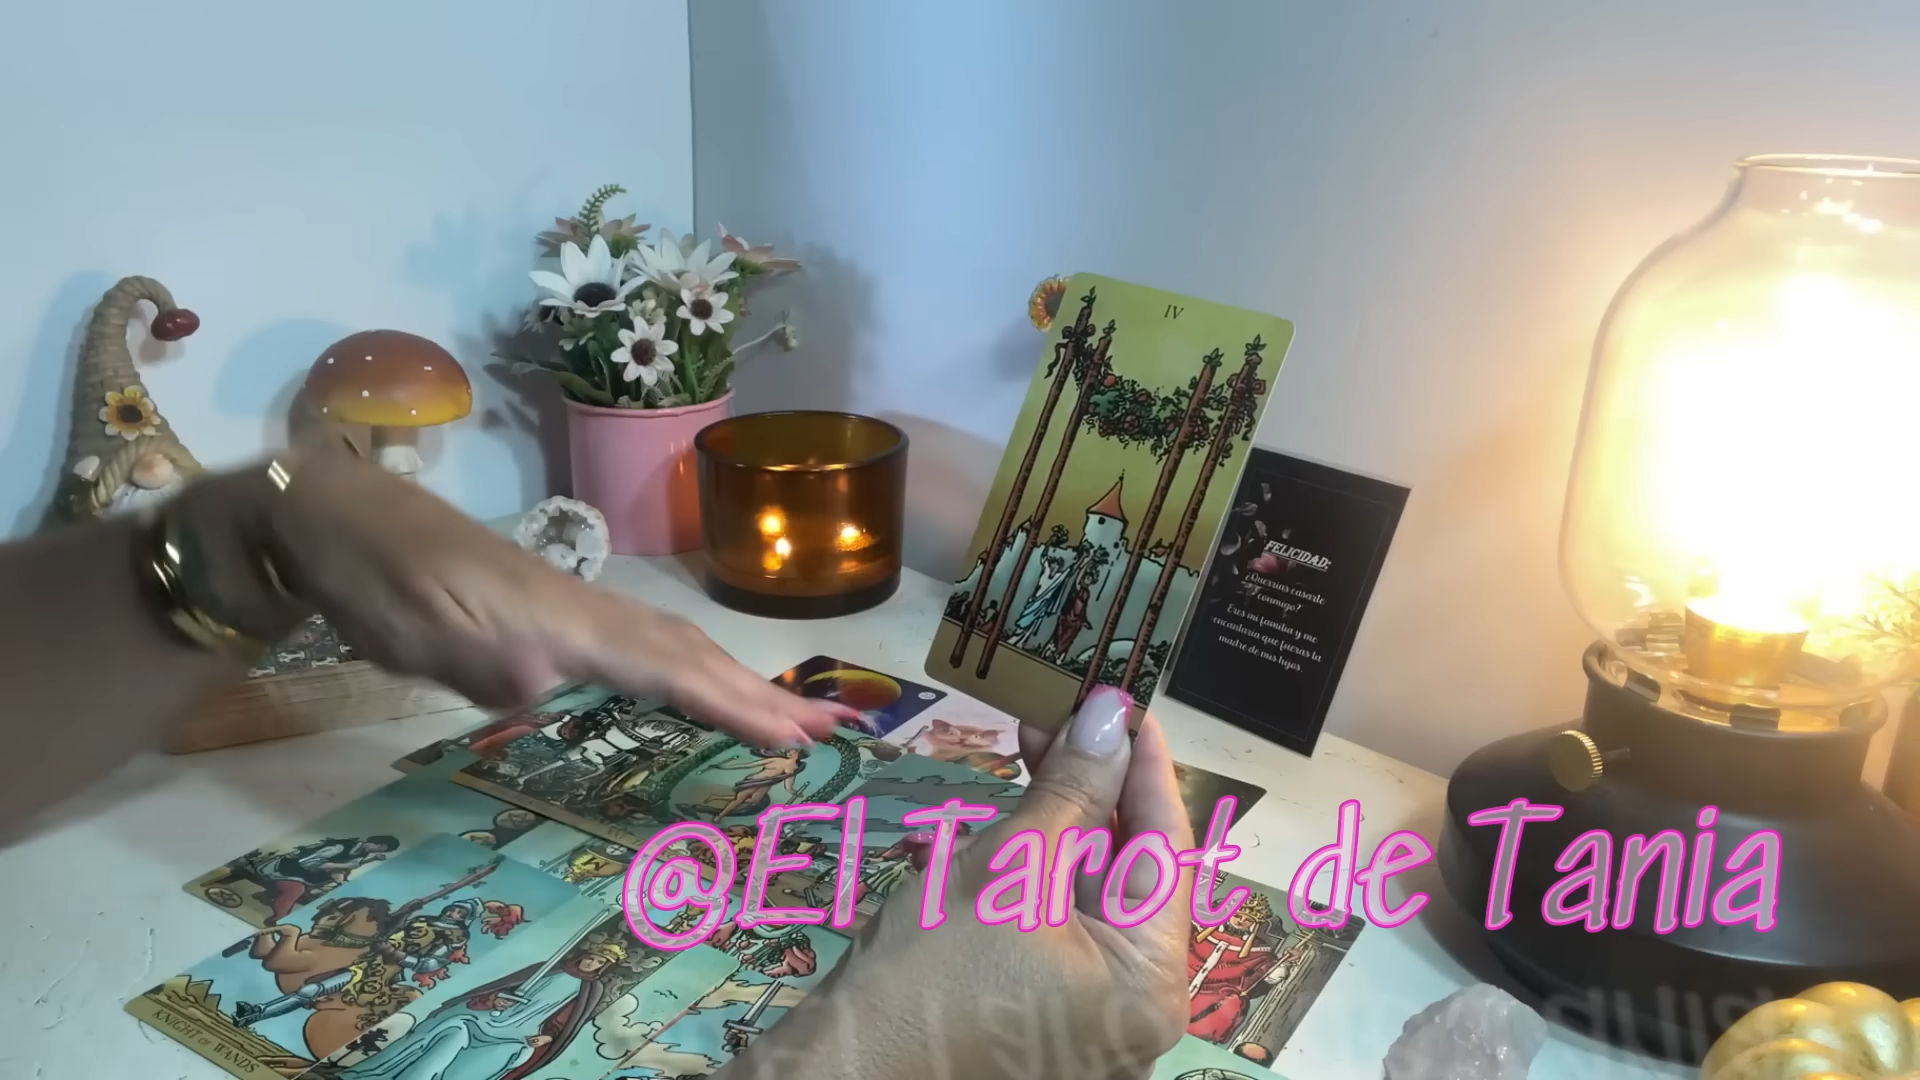 IV
FELICIDAD:
¿Querrías casarte
conmigo?
Eres mi familia y me
encantaría que fueras la
madre de mis hijos.
@El Tarot de Tania
KNIGHT OF WANDS